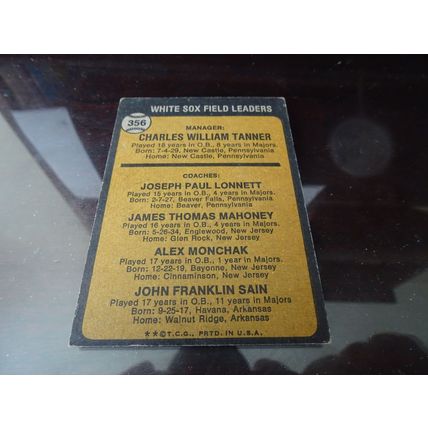 WHITE SOX FIELD LEADERS
356
MANAGER:
CHARLES WILLIAM TANNER
Played 18 years in O.B., 8 years in Majors.
Born: 7-4-29, New Castle, Pennsylvania
Home: New Castle, Pennsylvania
COACHES:
JOSEPH PAUL LONNETT
Played 15 years in O.B., 4 years in Majors.
Born: 2-7-27, Beaver Falls, Pennsylvania
Home: Beaver, Pennsylvania
JAMES THOMAS MAHONEY
Played 16 years in O.B., 4 years in Majors.
Born: 5-26-34, Englewood, New Jersey
Home: Glen Rock, New Jersey
ALEX MONCHAK
Played 17 years in O.B., 1 year in Majors.
Born: 12-22-19, Bayonne, New Jersey
Home: Cinnaminson, New Jersey
JOHN FRANKLIN SAIN
Played 17 years in O.B., 11 years in Majors
Born: 9-25-17, Havana, Arkansas
Home: Walnut Ridge, Arkansas
**©T.C.G., PRTD. IN U.S.A.